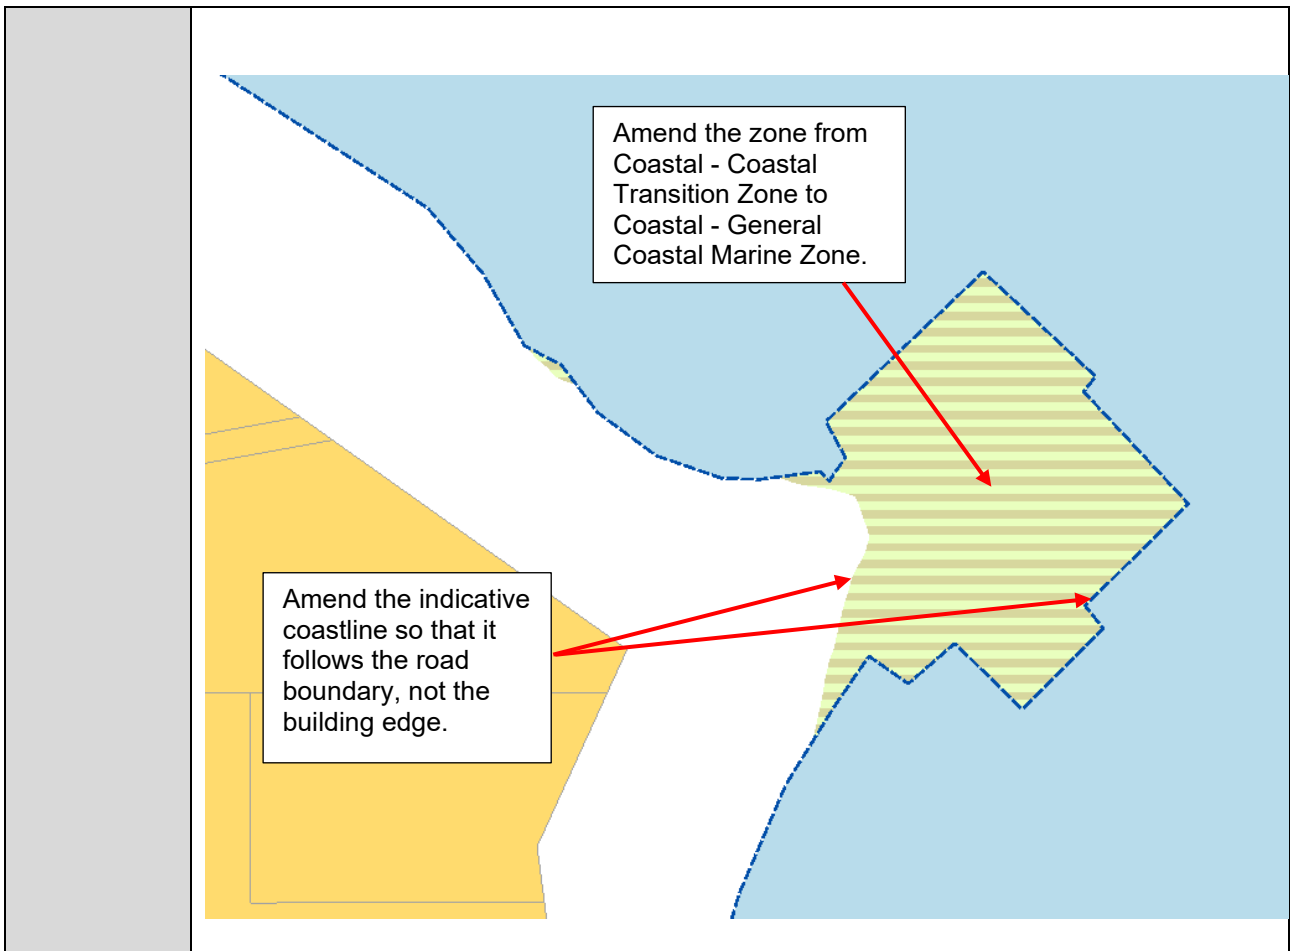 Amend the zone from
Coastal - Coastal
Transition Zone to
Coastal - General
Coastal Marine Zone.
Amend the indicative
coastline so that it
follows the road
boundary, not the
building edge.